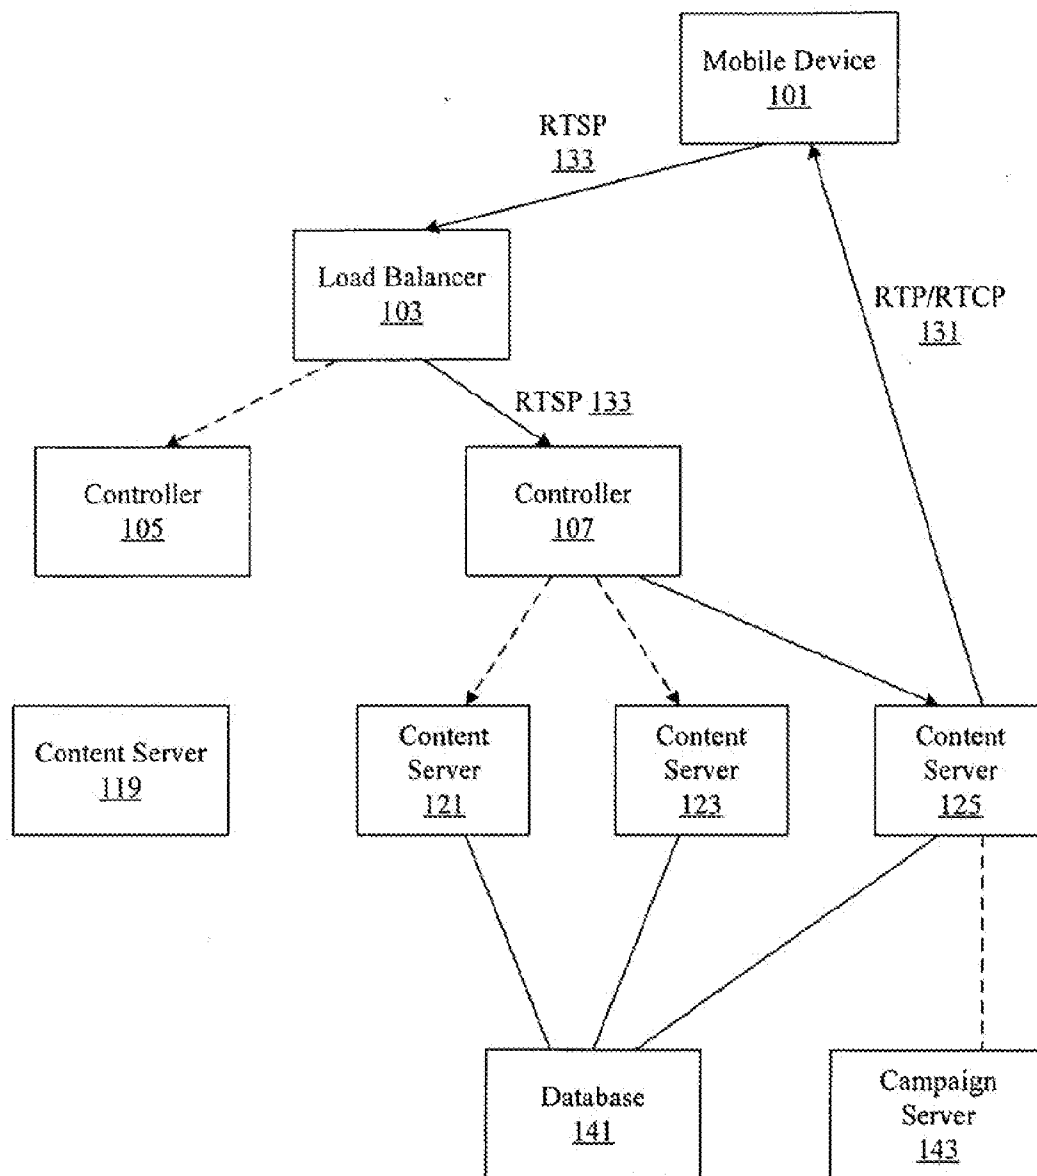 Mobile Device
101
RTSP
133
Load Balancer
103
RTP/RTCP
131
RTSP 133
Controller
105
Controller
107
Content Server
119
Content
Server
121
Content
Server
123
Content
Server
125
Database
141
Campaign
Server
143